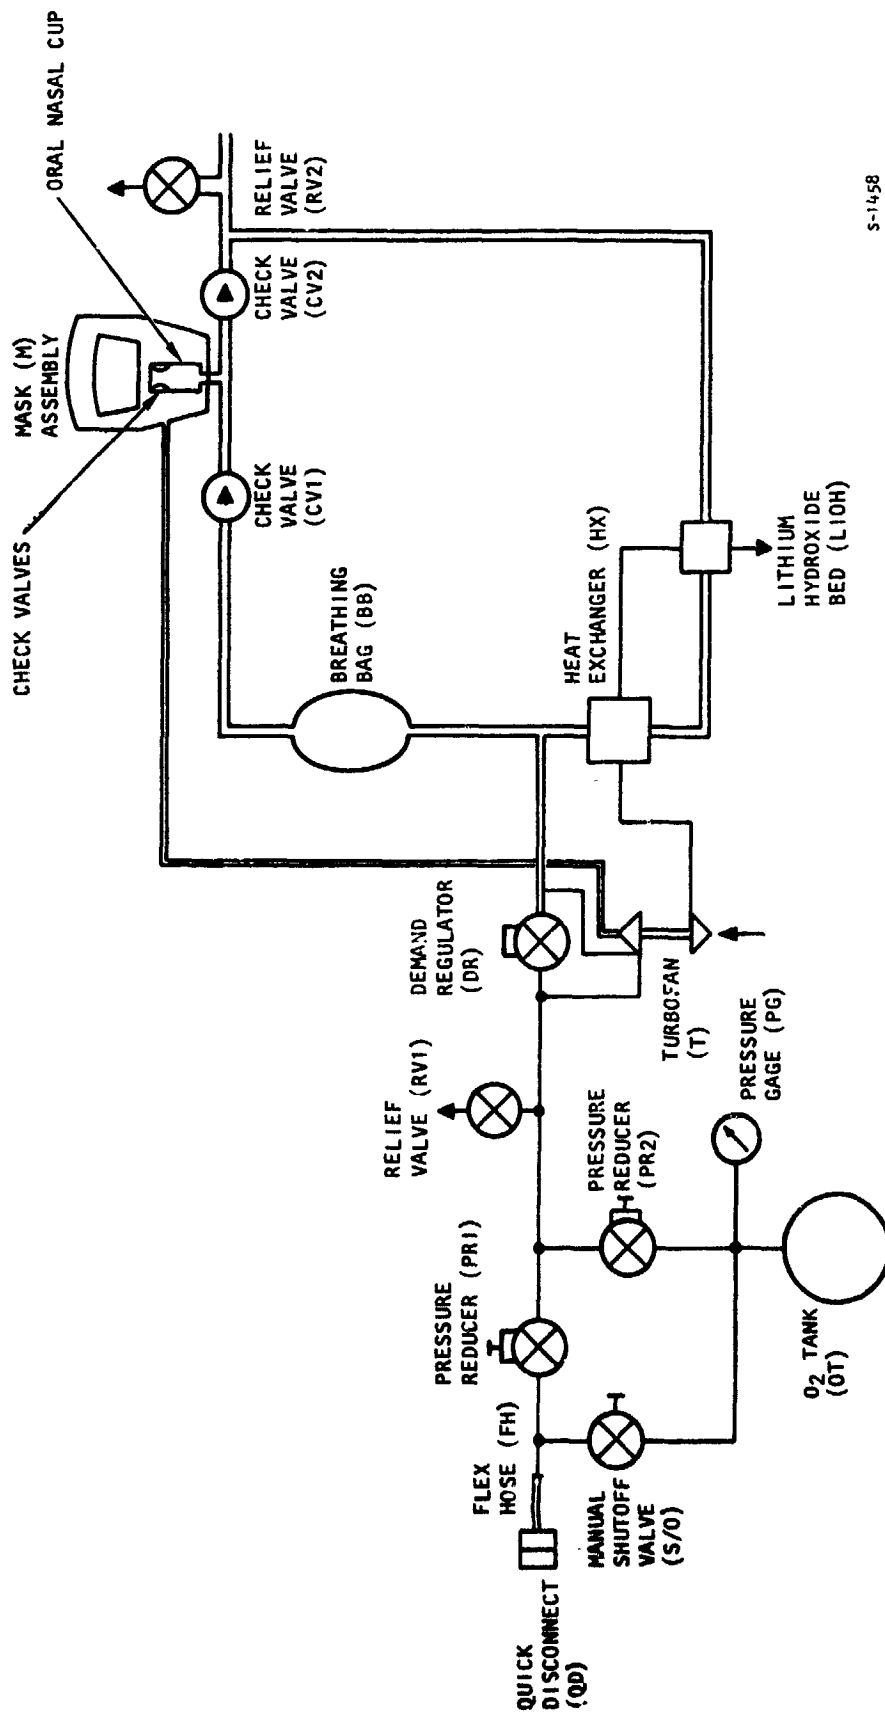 CHECK VALVES
MASK (M)
ASSEMBLY
ORAL NASAL CUP
CHECK
VALVE
(CV1)
CHECK
VALVE
(CV2)
RELIEF
VALVE
(RV2)
BREATHING
BAG (BB)
HEAT
EXCHANGER (HX)
LITHIUM
HYDROXIDE
BED (LIOH)
DEMAND
REGULATOR
(DR)
TURBOFAN
(T)
RELIEF
VALVE (RV1)
PRESSURE
REDUCER (PR1)
PRESSURE
REDUCER
(PR2)
PRESSURE
GAGE (PG)
FLEX
HOSE (FH)
QUICK
DISCONNECT
(QD)
MANUAL
SHUTOFF
VALVE
(S/O)
O2 TANK
(OT)
S-1458